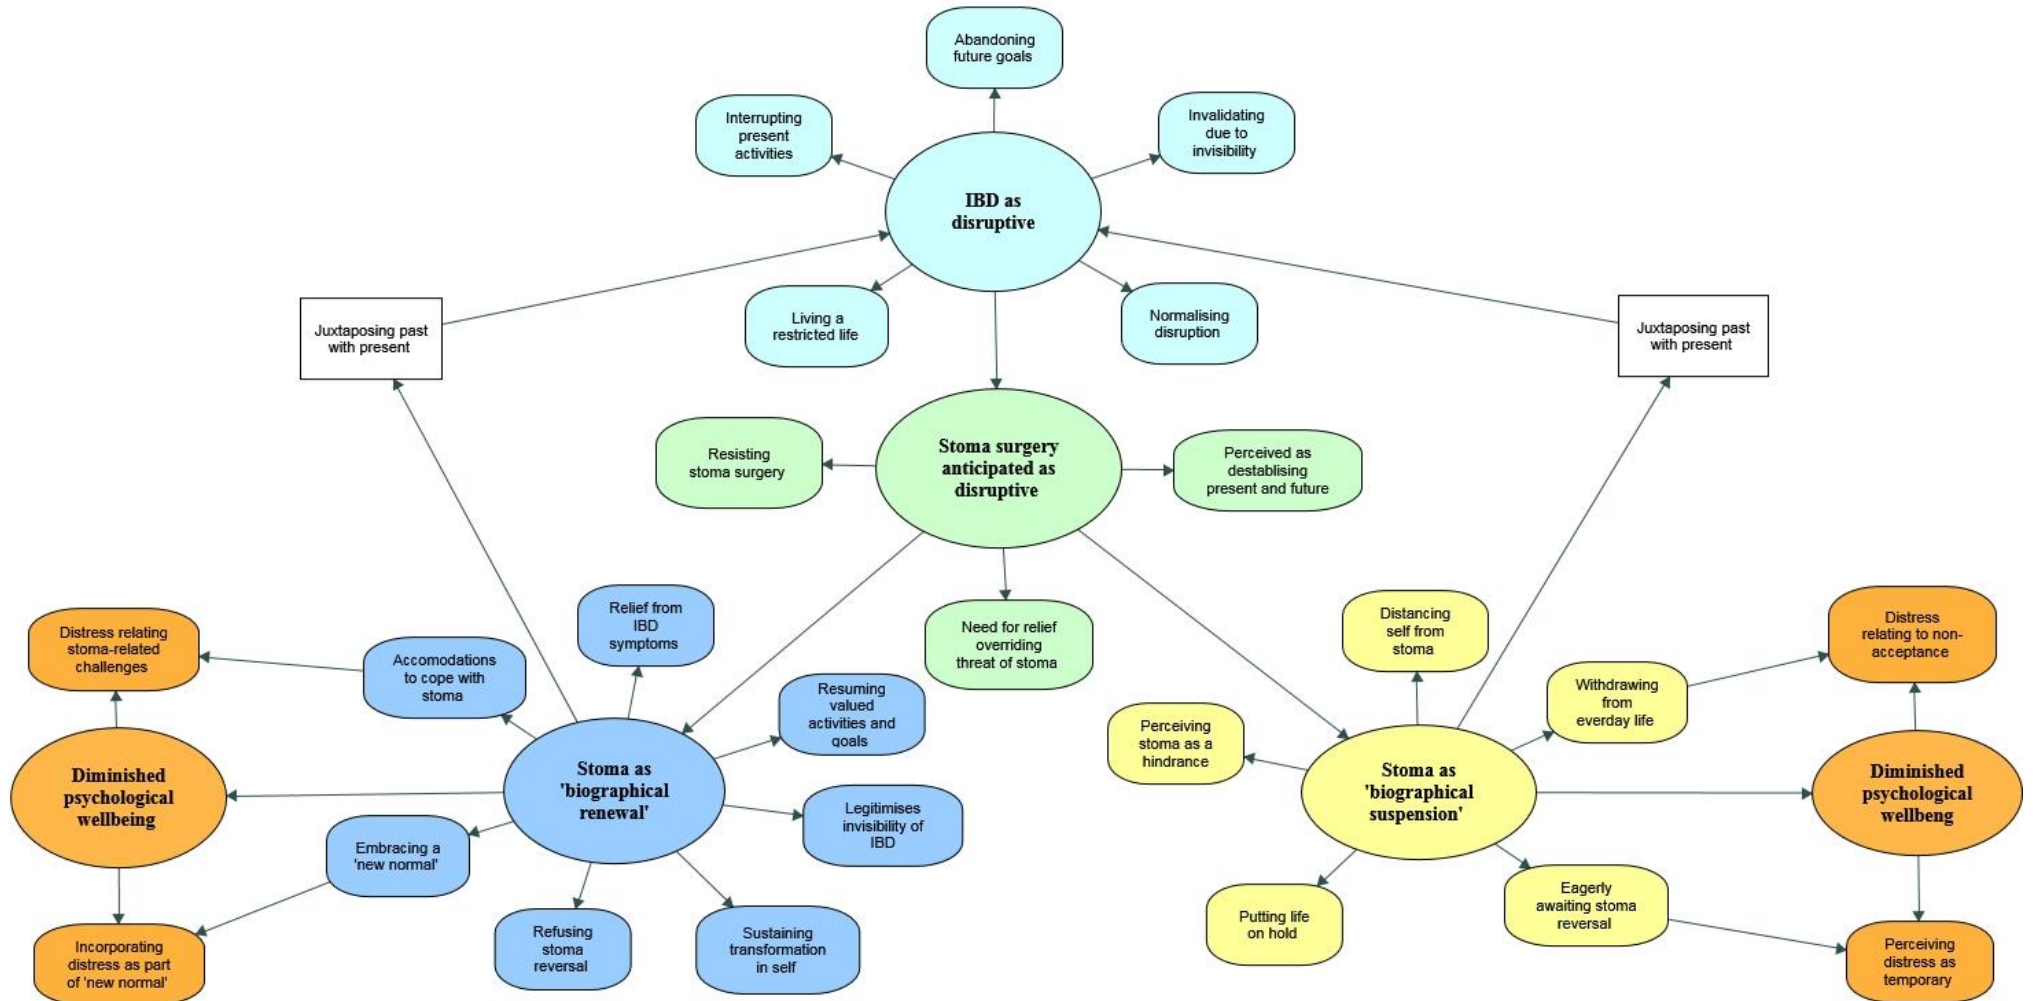 Abandoning
future goals
Interrupting
present
activities
Invalidating
due to
invisibility
IBD as
disruptive
Living a
restricted life
Normalising
disruption
Juxtaposing past
with present
Juxtaposing past
with present
Resisting
stoma surgery
Stoma surgery
anticipated as
disruptive
Perceived as
destablising
present and future
Need for relief
overriding
threat of stoma
Distress relating
stoma-related
challenges
Accomodations
to cope with
stoma
Relief from
IBD
symptoms
Resuming
valued
activities and
goals
Diminished
psychological
wellbeing
Stoma as
'biographical
renewal'
Legitimises
invisibility of
IBD
Embracing a
'new normal'
Incorporating
distress as part
of 'new normal'
Refusing
stoma
reversal
Sustaining
transformation
in self
Distancing
self from
stoma
Withdrawing
from
everday life
Distress
relating to non-
acceptance
Perceiving
stoma as a
hindrance
Stoma as
'biographical
suspension'
Diminished
psychological
wellbeng
Putting life
on hold
Eagerly
awaiting stoma
reversal
Perceiving
distress as
temporary